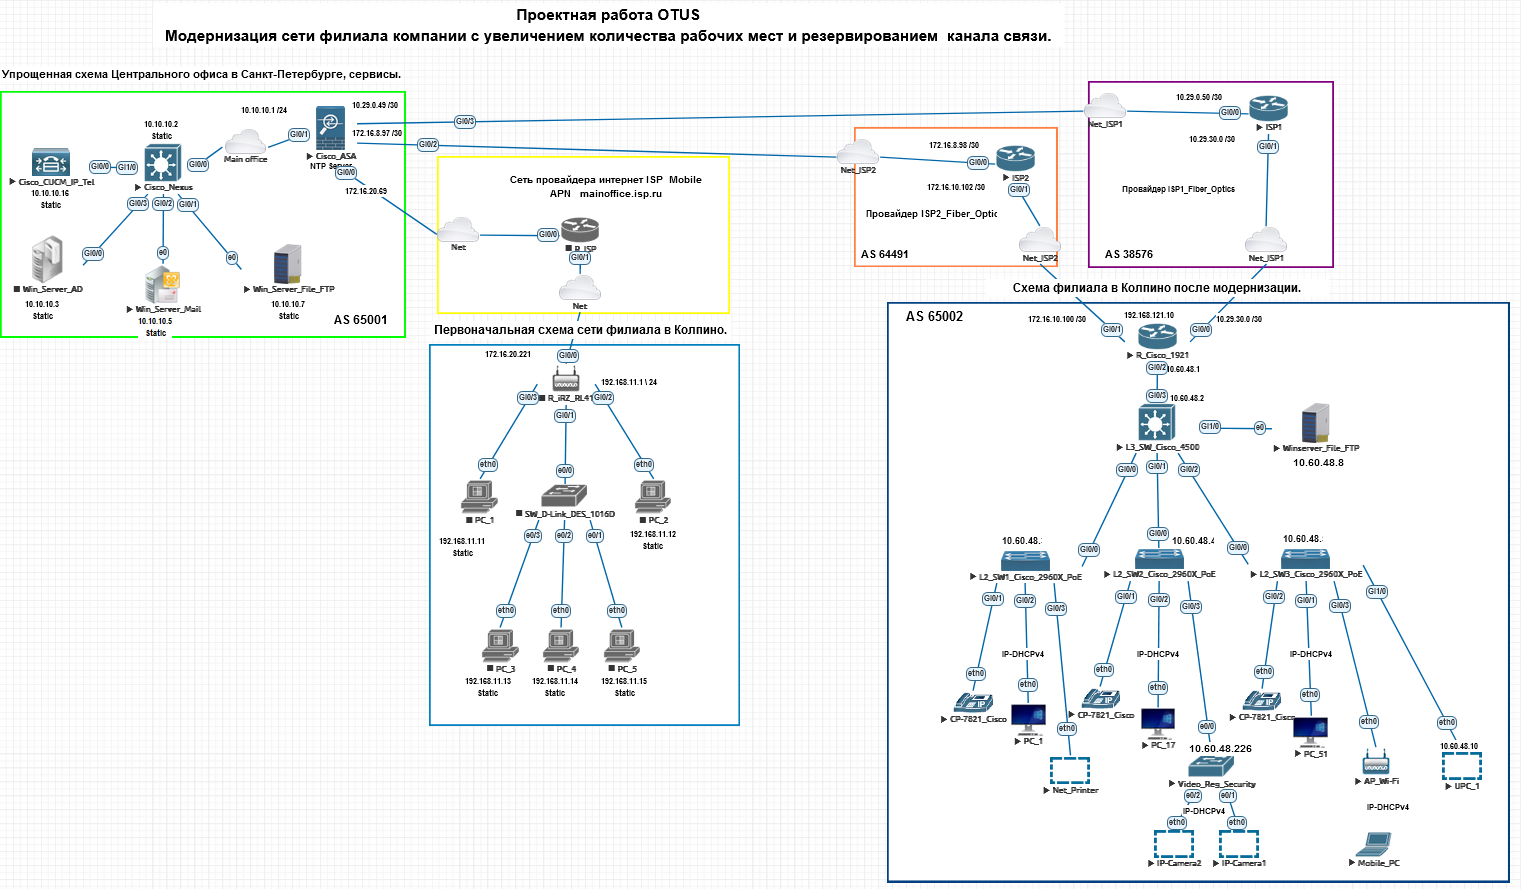 Проектная работа OTUS
Модернизация сети филиала компании с увеличением количества рабочих мест и резервированием канала связи.
Упрощенная схема Центрального офиса в Санкт-Петербурге, сервисы.
10.10.10.1 /24
10.29.0.49 /30
172.16.8.97 /30
10.10.10.2
Static
Gi0/1
Main office
Cisco_ASA
NTP Server
Gi0/3
Gi0/2
Gi0/0
172.16.20.69
Gi0/0
Gi1/0
Gi0/0
Cisco_CUCM_IP_Tel
10.10.10.16
Static
Cisco_Nexus
Gi0/3
Gi0/2
Gi0/1
Gi0/0
e0
e0
Win_Server_AD
10.10.10.3
Static
Win_Server_Mail
10.10.10.5
Static
Win_Server_File_FTP
10.10.10.7
Static
AS 65001
Сеть провайдера интернет ISP Mobile
APN mainoffice.isp.ru
Net
Gi0/0
R_ISP
Gi0/1
Net
172.16.8.98 /30
Net_ISP2
Gi0/0
ISP2
172.16.10.102 /30
Gi0/1
Провайдер ISP2_Fiber_Optic
AS 64491
Net_ISP2
10.29.0.50 /30
Net_ISP1
Gi0/0
ISP1
10.29.30.0 /30
Gi0/1
Провайдер ISP1_Fiber_Optics
AS 38576
Net_ISP1
Первоначальная схема сети филиала в Колпино.
172.16.20.221
Gi0/0
192.168.11.1 \ 24
Gi0/3
R_iRZ_RL41
Gi0/2
Gi0/1
eth0
e0/0
eth0
PC_1
192.168.11.11
Static
SW_D-Link_DES_1016D
PC_2
192.168.11.12
Static
e0/3
e0/2
e0/1
eth0
eth0
eth0
PC_3
192.168.11.13
Static
PC_4
192.168.11.14
Static
PC_5
192.168.11.15
Static
Схема филиала в Колпино после модернизации.
AS 65002
172.16.10.100 /30
192.168.121.10
10.29.30.0 /30
Gi0/1
Gi0/0
R_Cisco_1921
Gi0/2
10.60.48.1
Gi0/3
10.60.48.2
L3_SW_Cisco_4500
Gi1/0
e0
Winserver_File_FTP
10.60.48.8
Gi0/0
Gi0/1
Gi0/2
10.60.48.
Gi0/0
Gi0/0
10.60.48.4
Gi0/0
10.60.48.
L2_SW1_Cisco_2960X_PoE
L2_SW2_Cisco_2960X_PoE
L2_SW3_Cisco_2960X_PoE
Gi0/1
Gi0/2
Gi0/3
Gi0/1
Gi0/2
Gi0/3
Gi0/2
Gi0/1
Gi0/3
Gi1/0
IP-DHCPv4
IP-DHCPv4
IP-DHCPv4
eth0
eth0
eth0
eth0
eth0
e0/0
eth0
eth0
eth0
eth0
CP-7821_Cisco
PC_1
Net_Printer
CP-7821_Cisco
PC_17
10.60.48.226
Video_Reg_Security
CP-7821_Cisco
PC_51
AP_Wi-Fi
10.60.48.10
UPC_1
e0/2
e0/1
IP-DHCPv4
eth0
eth0
IP-Camera2
IP-Camera1
IP-DHCPv4
Mobile_PC